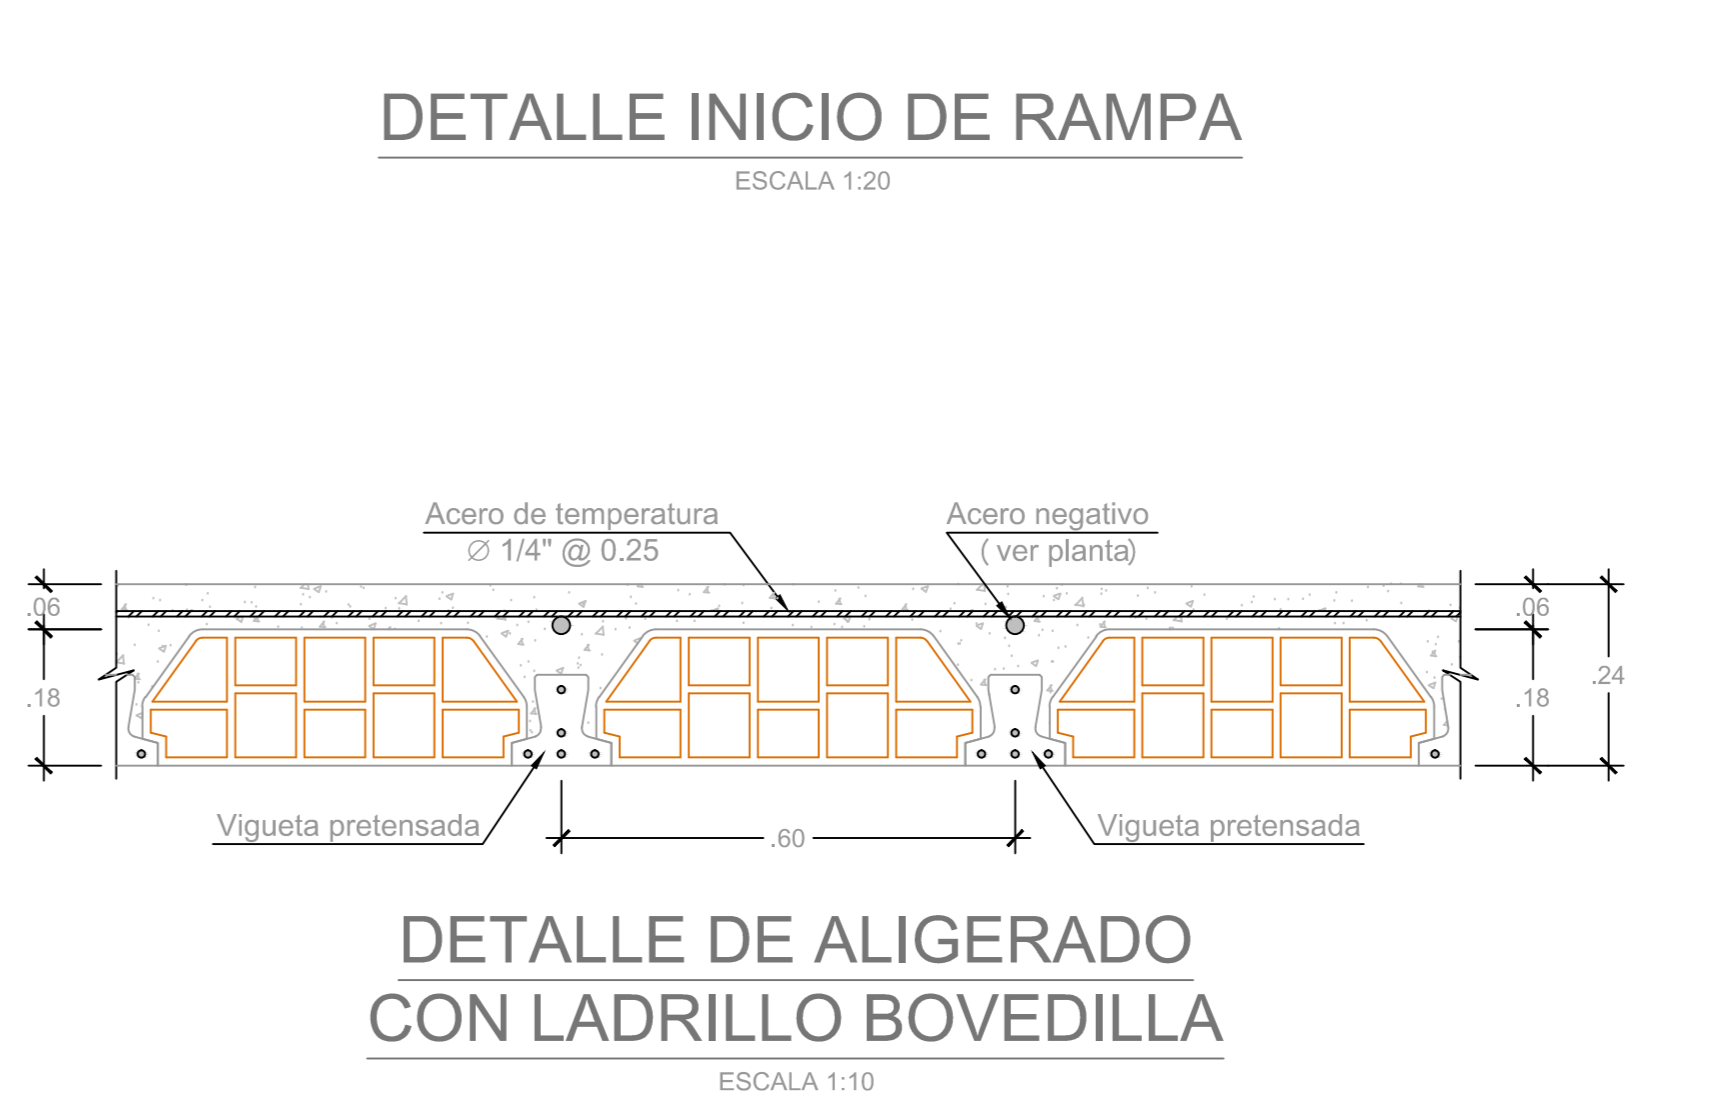 DETALLE INICIO DE RAMPA
ESCALA 1:20
Acero de temperatura
∅ 1/4" @ 0.25
Acero negativo
( ver planta)
.06
.18
.06
.18
.24
Vigueta pretensada
.60
Vigueta pretensada
DETALLE DE ALIGERADO
CON LADRILLO BOVEDILLA
ESCALA 1:10